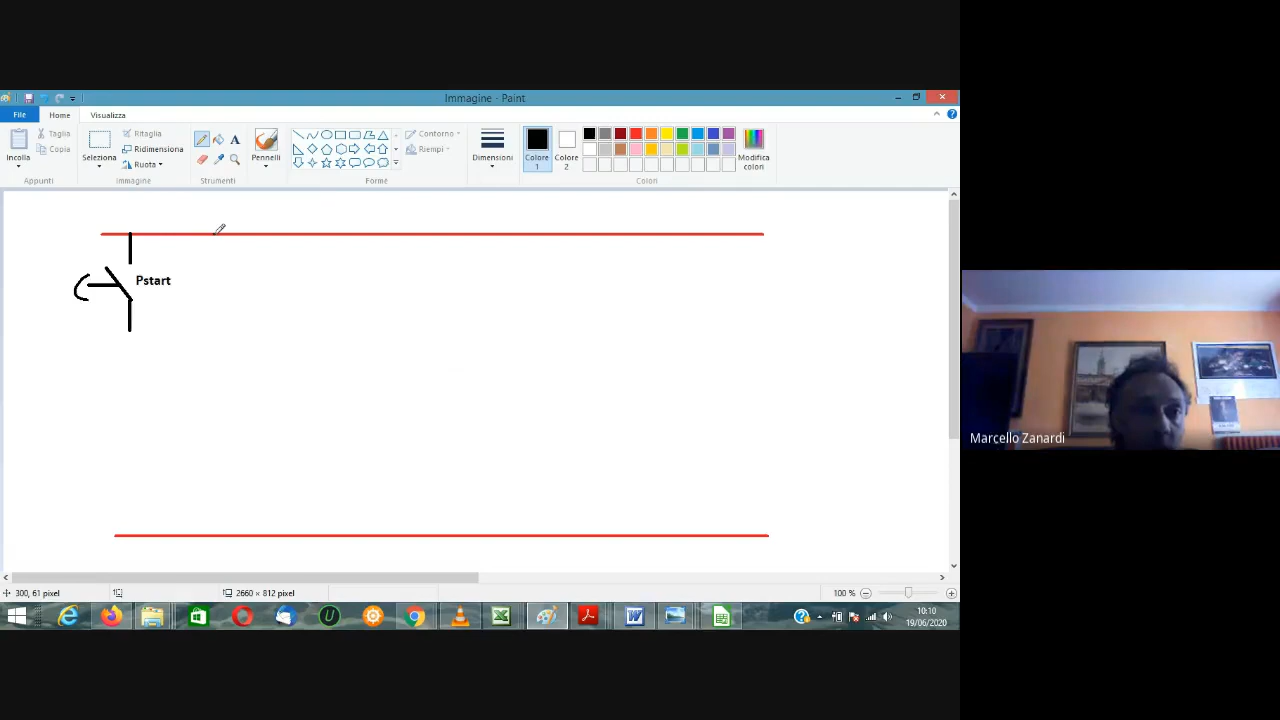 Immagine - Paint
File Home Visualizza
Incolla
Taglia
Copia
Appunti
Seleziona
Ritaglia
Ridimensiona
Ruota
Immagine
Strumenti
Pennelli
Contorno
Riempi
Forme
Dimensioni
Colore 1
Colore 2
Modifica colori
Colori
Pstart
Marcello Zanardi
300, 61 pixel
2660 × 812 pixel
100 %
10:10
19/06/2020